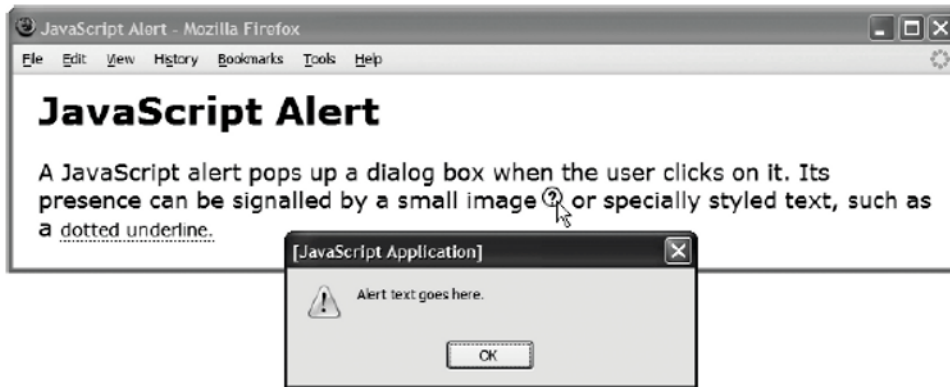 JavaScript Alert - Mozilla Firefox
File Edit View History Bookmarks Tools Help
JavaScript Alert
A JavaScript alert pops up a dialog box when the user clicks on it. Its
presence can be signalled by a small image ? or specially styled text, such as
a dotted underline.
[JavaScript Application]
Alert text goes here.
OK